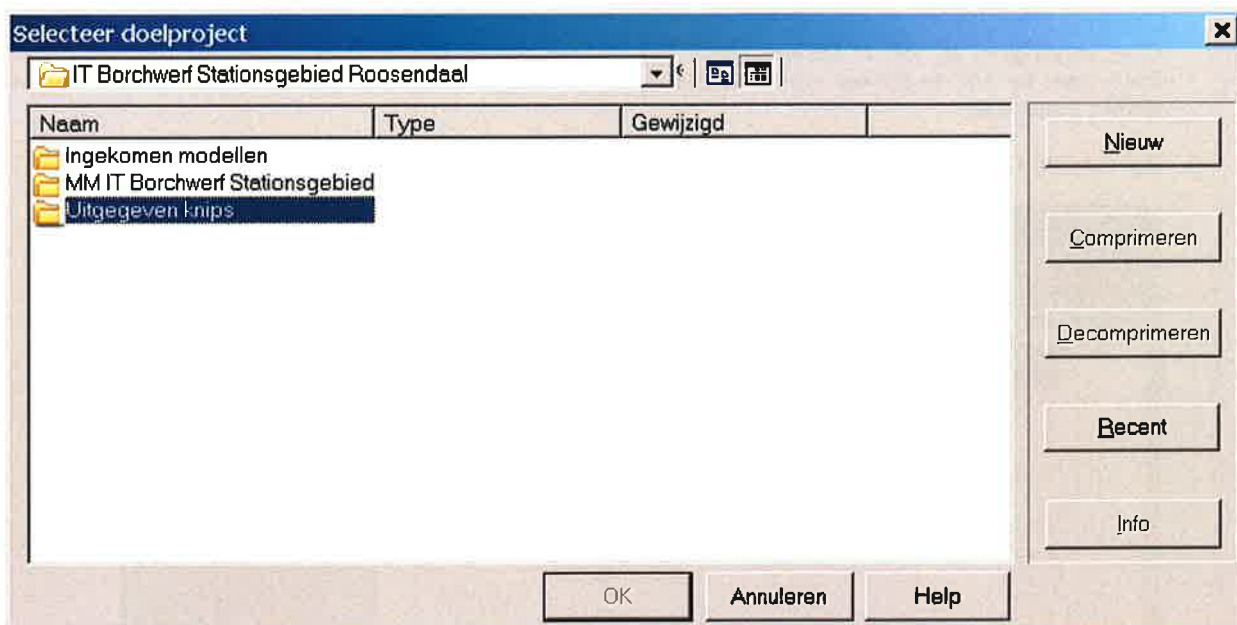 Selecteer doelproject
IT Borchwerf Stationsgebied Roosendaal
Naam Type Gewijzigd
Ingekomen modellen
MM IT Borchwerf Stationsgebied
Uitgegeven knips
Nieuw
Comprimeren
Decomprimeren
Recent
Info
OK Annuleren Help